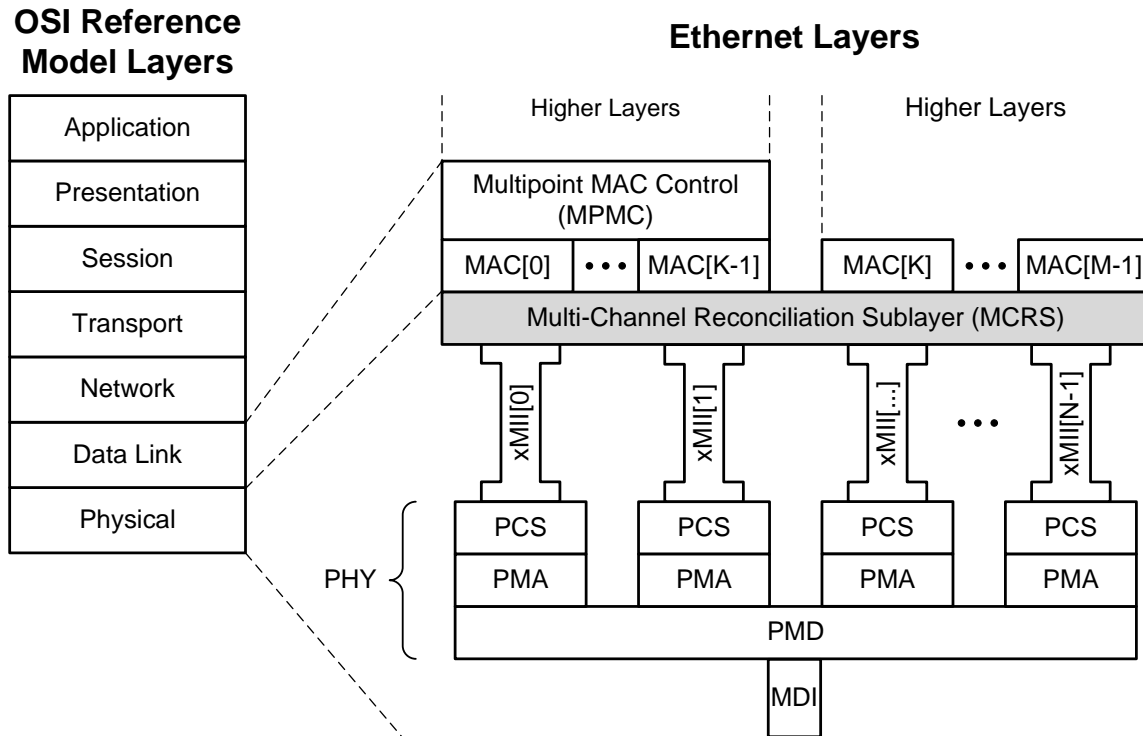 OSI Reference
Model Layers
Application
Presentation
Session
Transport
Network
Data Link
Physical
Ethernet Layers
Higher Layers
Higher Layers
Multipoint MAC Control
(MPMC)
MAC[0]
MAC[K-1]
MAC[K]
MAC[M-1]
Multi-Channel Reconciliation Sublayer (MCRS)
xMII[0]
xMII[1]
xMII[...]
xMII[N-1]
PHY
PCS
PCS
PCS
PCS
PMA
PMA
PMA
PMA
PMD
MDI